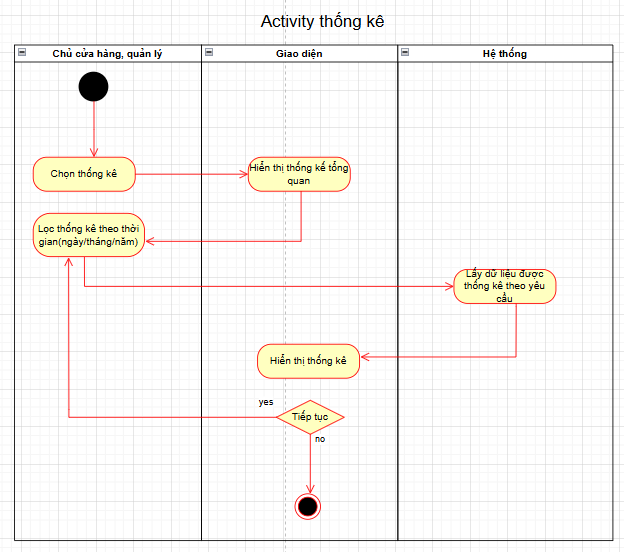 Activity thống kê
Chủ cửa hàng, quản lý
Giao diện
Hệ thống
Chọn thống kê
Hiển thị thống kế tổng
quan
Lọc thống kê theo thời
gian(ngày/tháng/năm)
Lấy dữ liệu được
thống kê theo yêu
cầu
Hiển thị thống kê
yes
Tiếp tục
no